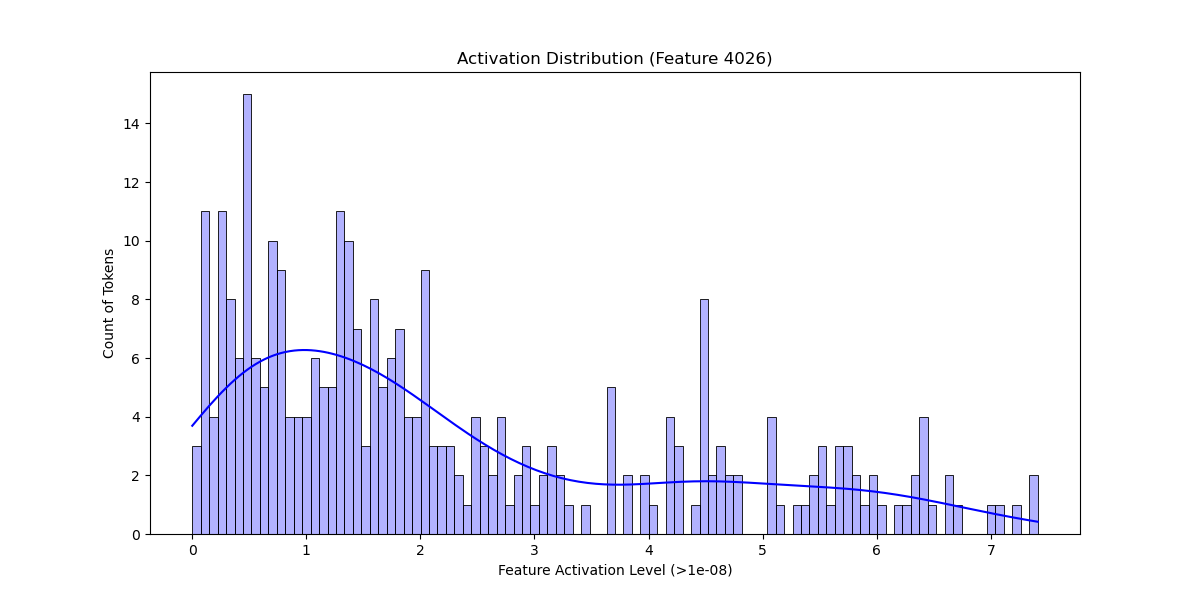 Activation Distribution (Feature 4026)
Count of Tokens
14
12
10
8
6
4
2
0
0 1 2 3 4 5 6 7
Feature Activation Level (>1e-08)